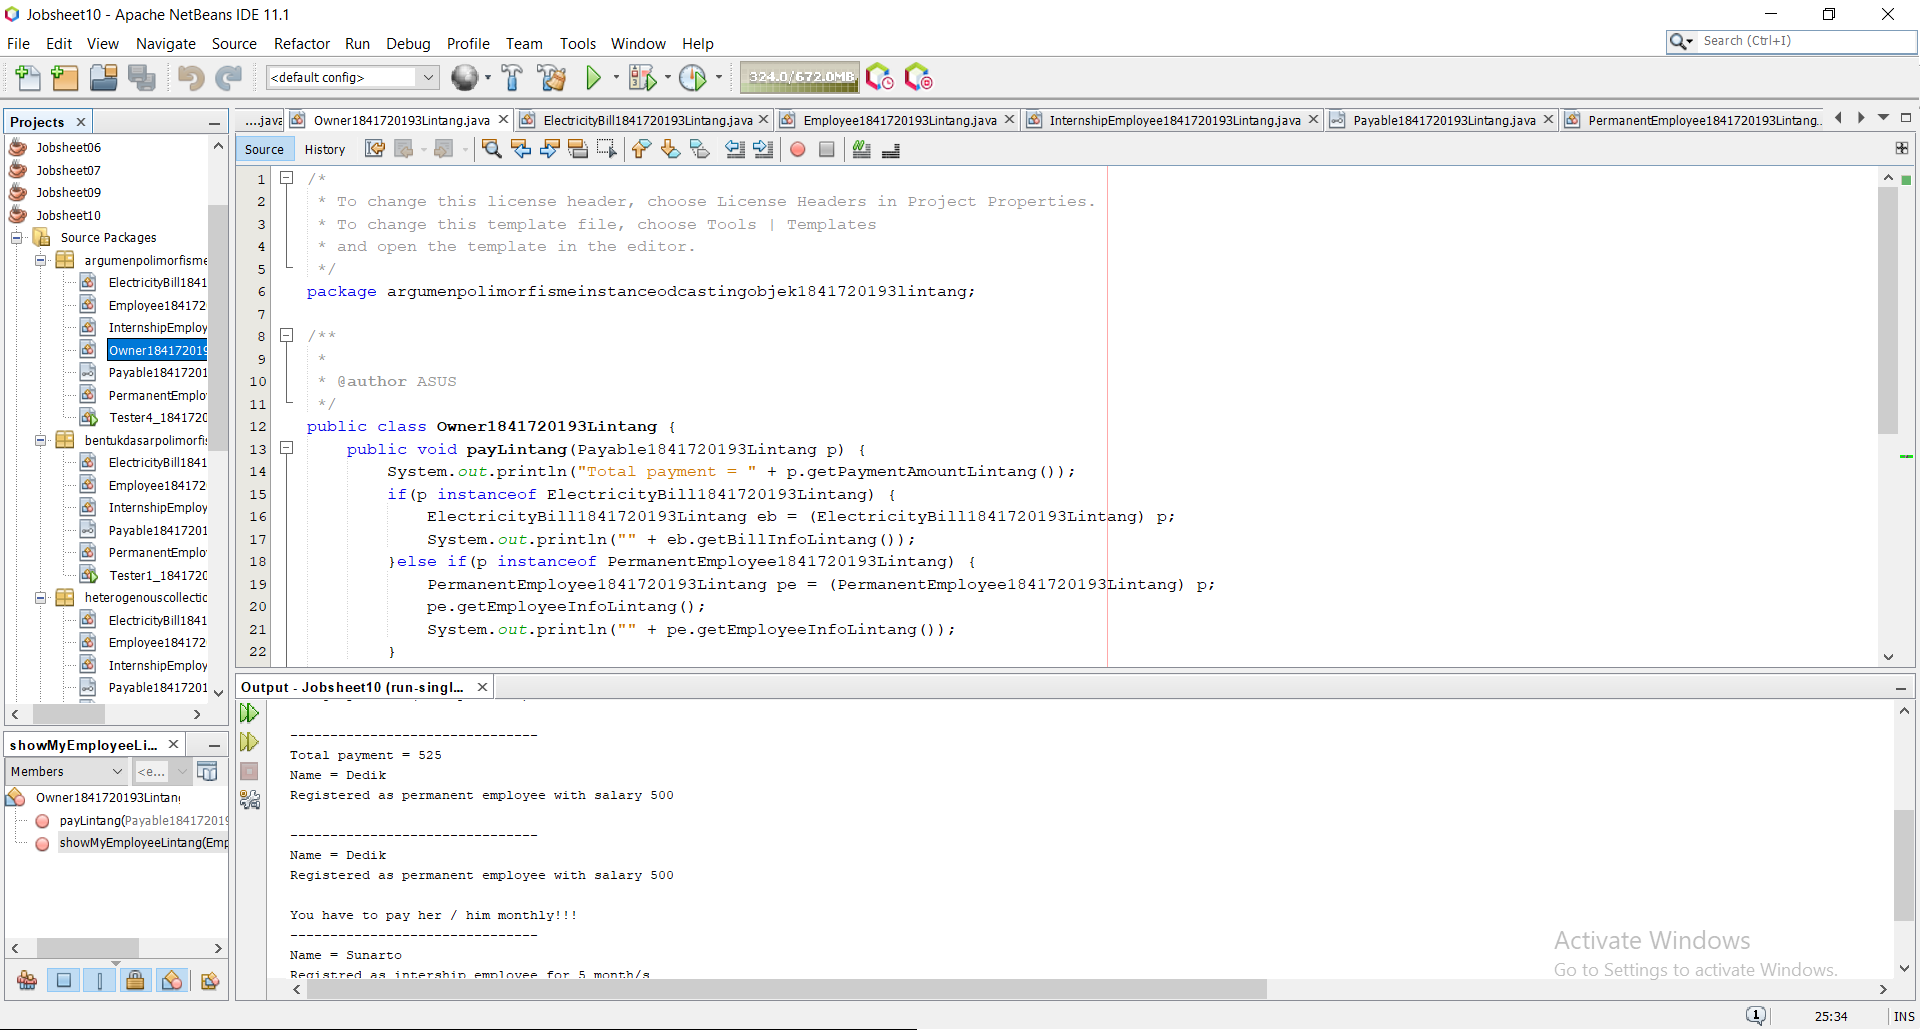 Jobsheet10 - Apache NetBeans IDE 11.1
File Edit View Navigate Source Refactor Run Debug Profile Team Tools Window Help
Search (Ctrl+I)
<default config>
324.0/672.0MB
Projects
Jobsheet06
Jobsheet07
Jobsheet09
Jobsheet10
Source Packages
argumenpolimorfisme
ElectricityBill1841
Employee184172
InternshipEmploy
Owner184172019
Payable18417201
PermanentEmplo
Tester4_1841720
bentukdasarpolimorfi
ElectricityBill1841
Employee184172
InternshipEmploy
Payable18417201
PermanentEmplo
Tester1_1841720
heterogenouscollectio
ElectricityBill1841
Employee184172
InternshipEmploy
Payable18417201
showMyEmployeeLi...
Members
<e...
Owner1841720193Lintang
payLintang(Payable184172019
showMyEmployeeLintang(Emp
....java Owner1841720193Lintang.java ElectricityBill1841720193Lintang.java Employee1841720193Lintang.java InternshipEmployee1841720193Lintang.java Payable1841720193Lintang.java PermanentEmployee1841720193Lintang.
Source History
1 /*
2 * To change this license header, choose License Headers in Project Properties.
3 * To change this template file, choose Tools | Templates
4 * and open the template in the editor.
5 */
6 package argumenpolimorfismeinstanceodcastingobjek1841720193lintang;
7
8 /**
9 *
10 * @author ASUS
11 */
12 public class Owner1841720193Lintang {
13 public void payLintang(Payable1841720193Lintang p) {
14 System.out.println("Total payment = " + p.getPaymentAmountLintang());
15 if(p instanceof ElectricityBill1841720193Lintang) {
16 ElectricityBill1841720193Lintang eb = (ElectricityBill1841720193Lintang) p;
17 System.out.println("" + eb.getBillInfoLintang());
18 }else if(p instanceof PermanentEmployee1841720193Lintang) {
19 PermanentEmployee1841720193Lintang pe = (PermanentEmployee1841720193Lintang) p;
20 pe.getEmployeeInfoLintang();
21 System.out.println("" + pe.getEmployeeInfoLintang());
22 }
Output - Jobsheet10 (run-singl...
-------------------------------
Total payment = 525
Name = Dedik
Registered as permanent employee with salary 500
-------------------------------
Name = Dedik
Registered as permanent employee with salary 500
You have to pay her / him monthly!!!
-------------------------------
Name = Sunarto
Registred as intership employee for 5 month/s
Activate Windows
Go to Settings to activate Windows.
1
25:34
INS